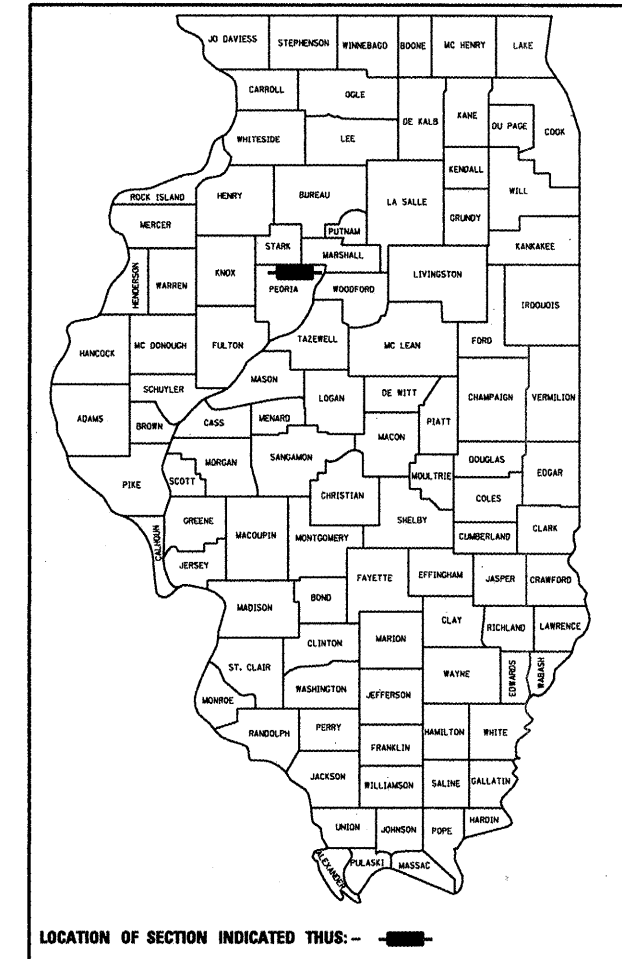 JO DAVIESS STEPHENSON WINNEBAGO BOONE MC HENRY LAKE
CARROLL OGLE DE KALB KANE DU PAGE COOK
WHITESIDE LEE KENDALL WILL
ROCK ISLAND HENRY BUREAU LA SALLE GRUNDY
MERCER STARK PUTNAM MARSHALL KANKAKEE
HENDERSON WARREN KNOX PEORIA WOODFORD LIVINGSTON IROQUOIS
HANCOCK MC DONOUGH FULTON TAZEWELL MC LEAN FORD
SCHUYLER MASON LOGAN DE WITT CHAMPAIGN VERMILION
ADAMS BROWN CASS MENARD MACON PIATT
PIKE SCOTT MORGAN SANGAMON MOULTRIE DOUGLAS EDGAR
CHRISTIAN COLES
CALHOUN GREENE MACOUPIN MONTGOMERY SHELBY CUMBERLAND CLARK
JERSEY FAYETTE EFFINGHAM JASPER CRAWFORD
MADISON BOND
CLINTON MARION CLAY RICHLAND LAWRENCE
ST. CLAIR WAYNE EDWARDS WABASH
WASHINGTON JEFFERSON
MONROE
RANDOLPH PERRY HAMILTON WHITE
FRANKLIN
JACKSON WILLIAMSON SALINE GALLATIN
UNION JOHNSON POPE HARDIN
ALEXANDER PULASKI MASSAC
LOCATION OF SECTION INDICATED THUS: -